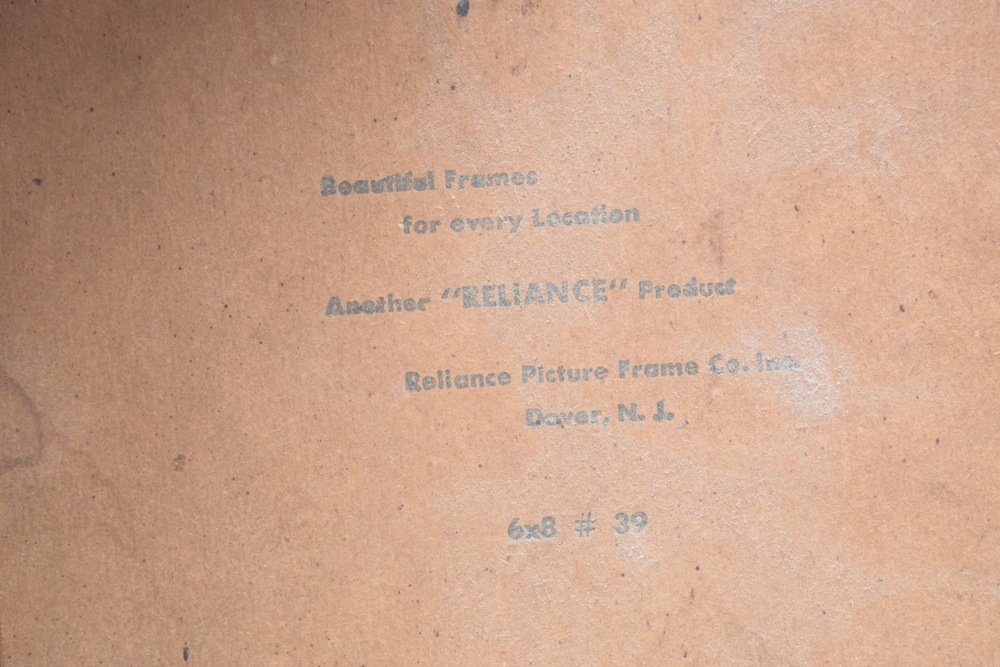 Beautiful Frames
for every Location
Another "RELIANCE" Product
Reliance Picture Frame Co. Inc.
Dover, N. J.
6x8 # 39